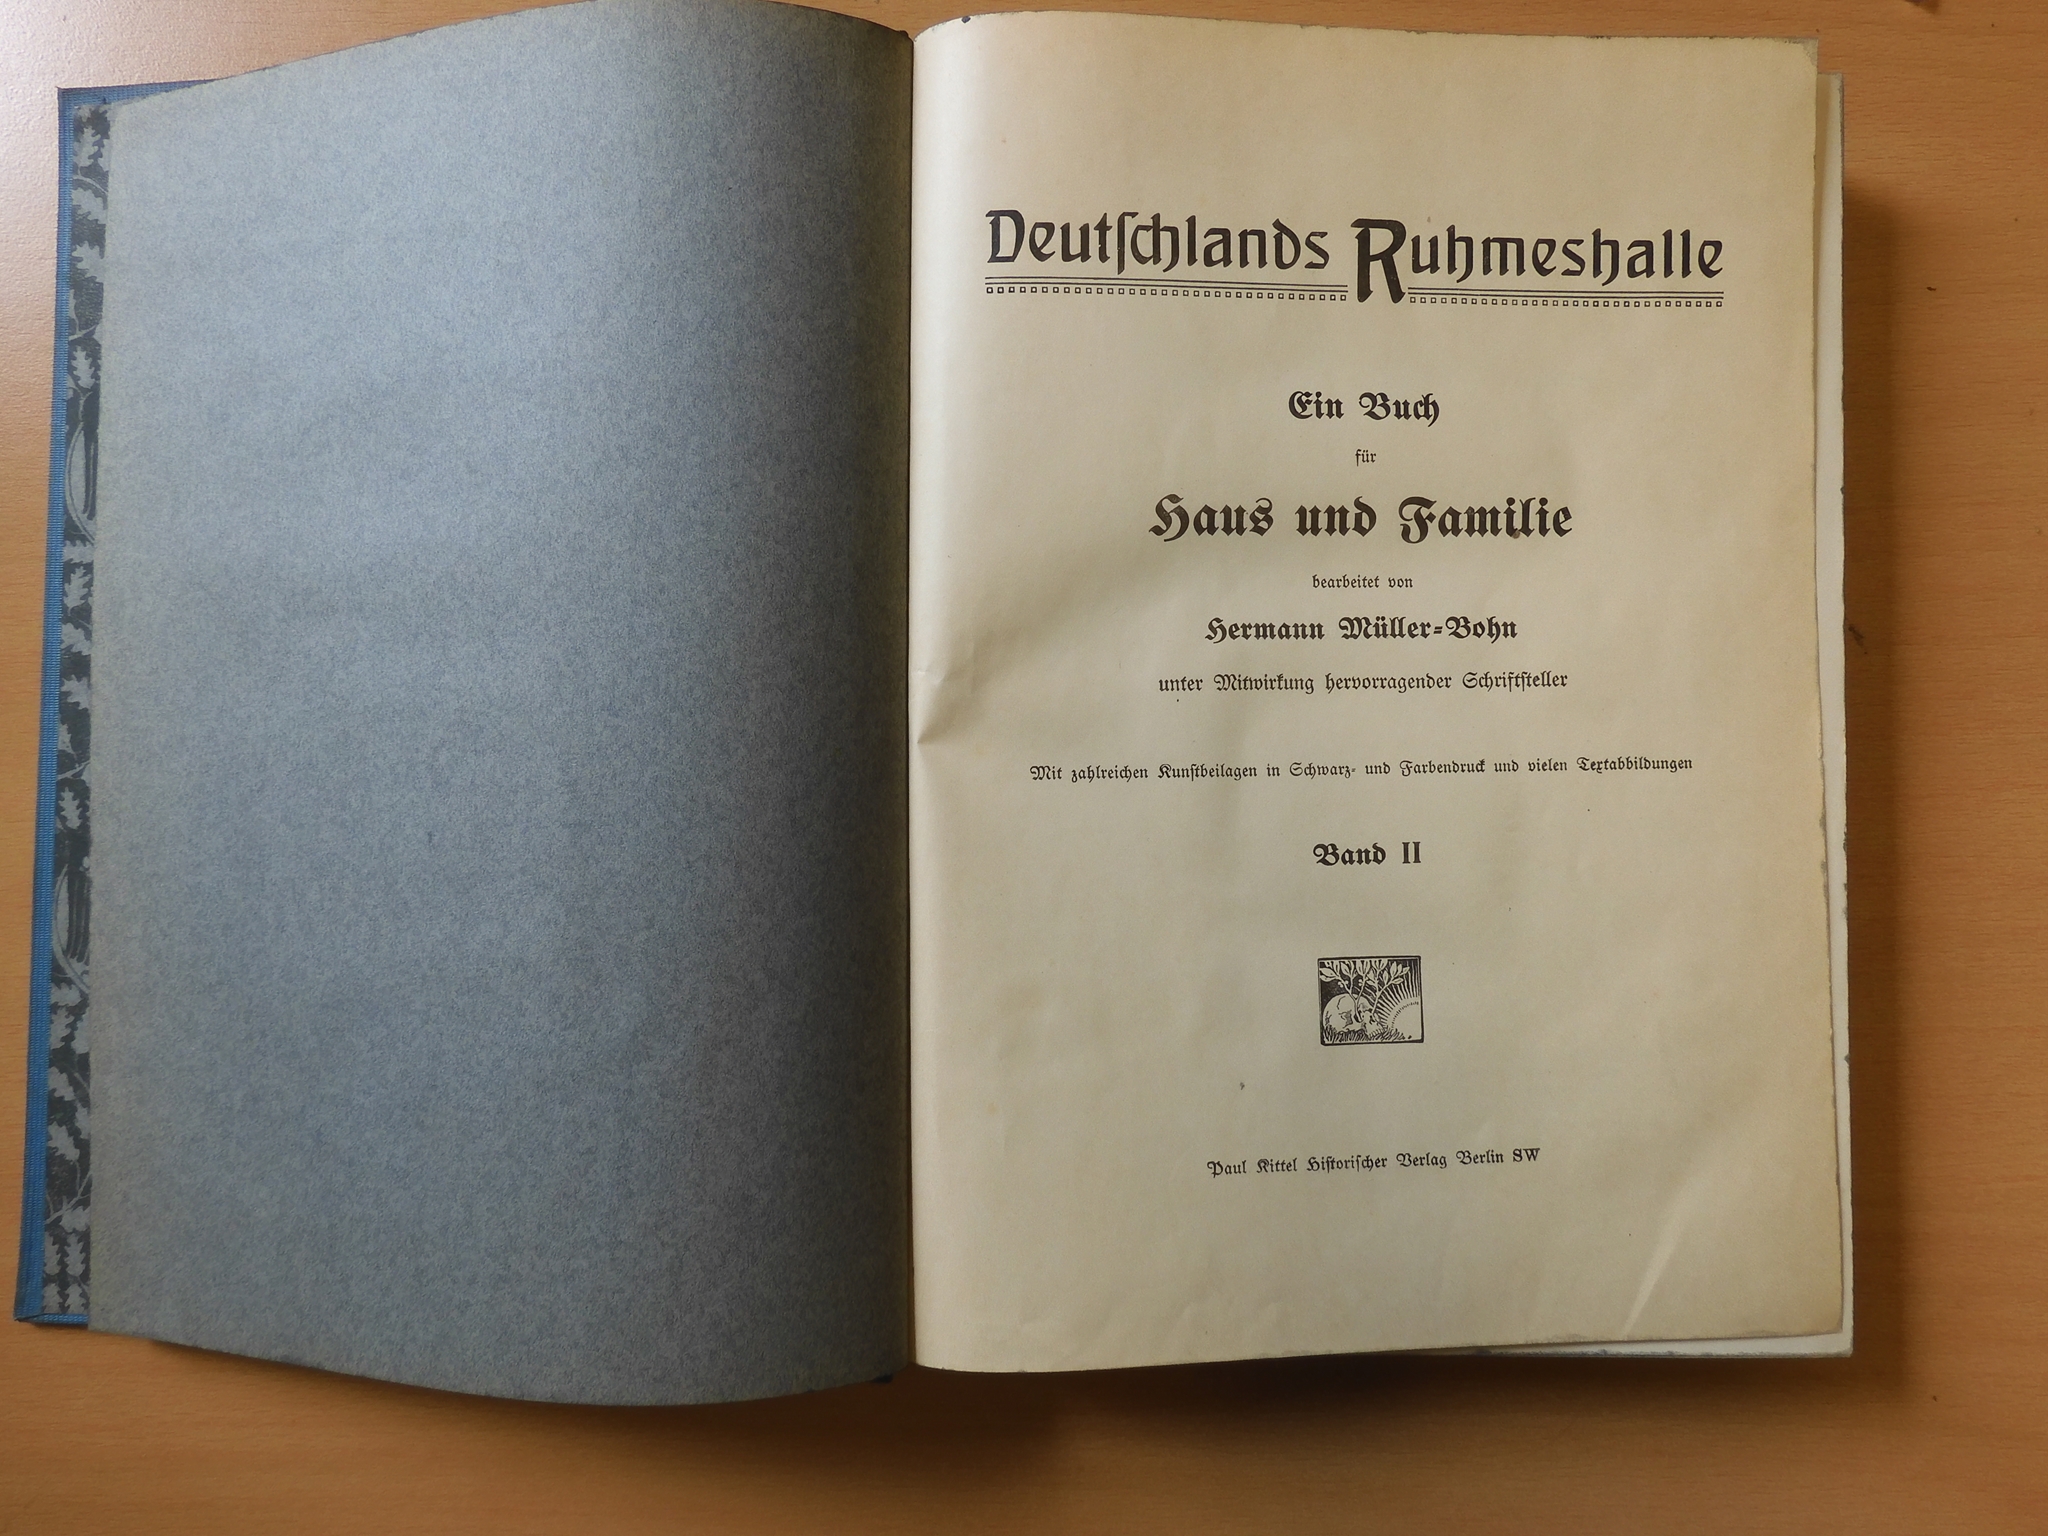 Deutſchlands Ruhmeshalle
Ein Buch
für
Haus und Familie
bearbeitet von
Hermann Müller=Bohn
unter Mitwirkung hervorragender Schriftſteller
Mit zahlreichen Kunſtbeilagen in Schwarz= und Farbendruck und vielen Textabbildungen
Band II
Paul Kittel Hiſtoriſcher Verlag Berlin SW